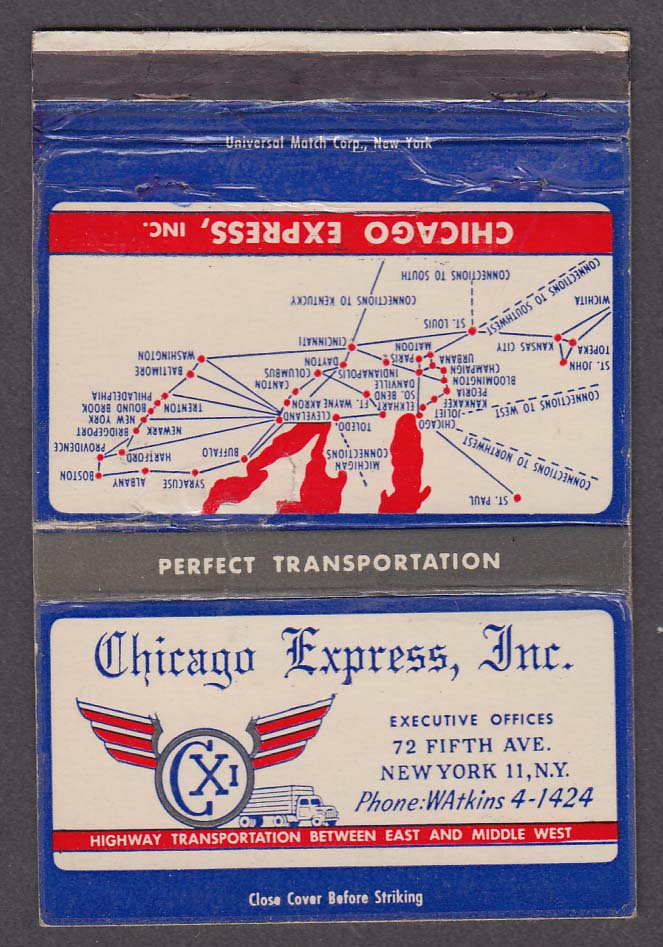 Universal Match Corp., New York
CHICAGO EXPRESS, INC.
CONNECTIONS TO SOUTHWEST
WICHITA
CONNECTIONS TO SOUTH
CONNECTIONS TO KENTUCKY
ST. LOUIS
KANSAS CITY
TOPEKA
ST. JOHN
CINCINNATI
MATOON
PARIS
URBANA
CHAMPAIGN
BLOOMINGTON
PEORIA
KANKAKEE
JOLIET
CHICAGO
INDIANAPOLIS
DANVILLE
SO. BEND
ELKHART
DAYTON
COLUMBUS
FT. WAYNE
AKRON
CANTON
CLEVELAND
TOLEDO
WASHINGTON
BALTIMORE
PHILADELPHIA
TRENTON
BOUND BROOK
NEW YORK
NEWARK
BRIDGEPORT
HARTFORD
PROVIDENCE
BOSTON
ALBANY
SYRACUSE
BUFFALO
MICHIGAN
CONNECTIONS
CONNECTIONS TO WEST
CONNECTIONS TO NORTHWEST
ST. PAUL
PERFECT TRANSPORTATION
Chicago Express, Inc.
CXI
EXECUTIVE OFFICES
72 FIFTH AVE.
NEW YORK 11, N.Y.
Phone: WAtkins 4-1424
HIGHWAY TRANSPORTATION BETWEEN EAST AND MIDDLE WEST
Close Cover Before Striking